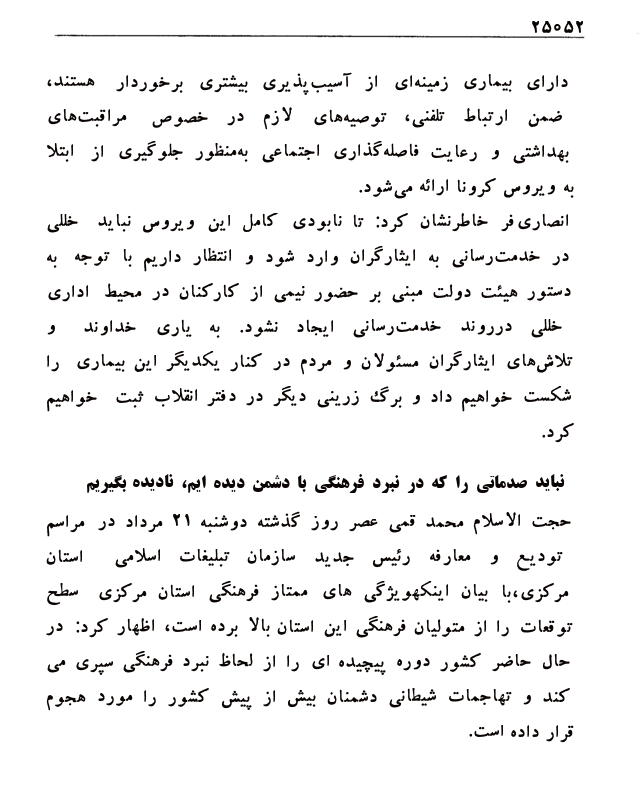 ۲۵۰۵۲
دارای بیماری زمینه‌ای از آسیب‌پذیری بیشتری برخوردار هستند،
ضمن ارتباط تلفنی، توصیه‌های لازم در خصوص مراقبت‌های
بهداشتی و رعایت فاصله‌گذاری اجتماعی به‌منظور جلوگیری از ابتلا
به ویروس کرونا ارائه می‌شود.
انصاری‌فر خاطرنشان کرد: تا نابودی کامل این ویروس نباید خللی
در خدمت‌رسانی به ایثارگران وارد شود و انتظار داریم با توجه به
دستور هیئت دولت مبنی بر حضور نیمی از کارکنان در محیط اداری
خللی درروند خدمت‌رسانی ایجاد نشود. به یاری خداوند و
تلاش‌های ایثارگران مسئولان و مردم در کنار یکدیگر این بیماری را
شکست خواهیم داد و برگ زرینی دیگر در دفتر انقلاب ثبت خواهیم
کرد.
نباید صدماتی را که در نبرد فرهنگی با دشمن دیده ایم، نادیده بگیریم
حجت الاسلام محمد قمی عصر روز گذشته دوشنبه ۲۱ مرداد در مراسم
تودیع و معارفه رئیس جدید سازمان تبلیغات اسلامی استان
مرکزی،با بیان اینکهویژگی های ممتاز فرهنگی استان مرکزی سطح
توقعات را از متولیان فرهنگی این استان بالا برده است، اظهار کرد: در
حال حاضر کشور دوره پیچیده ای را از لحاظ نبرد فرهنگی سپری می
کند و تهاجمات شیطانی دشمنان بیش از پیش کشور را مورد هجوم
قرار داده است.